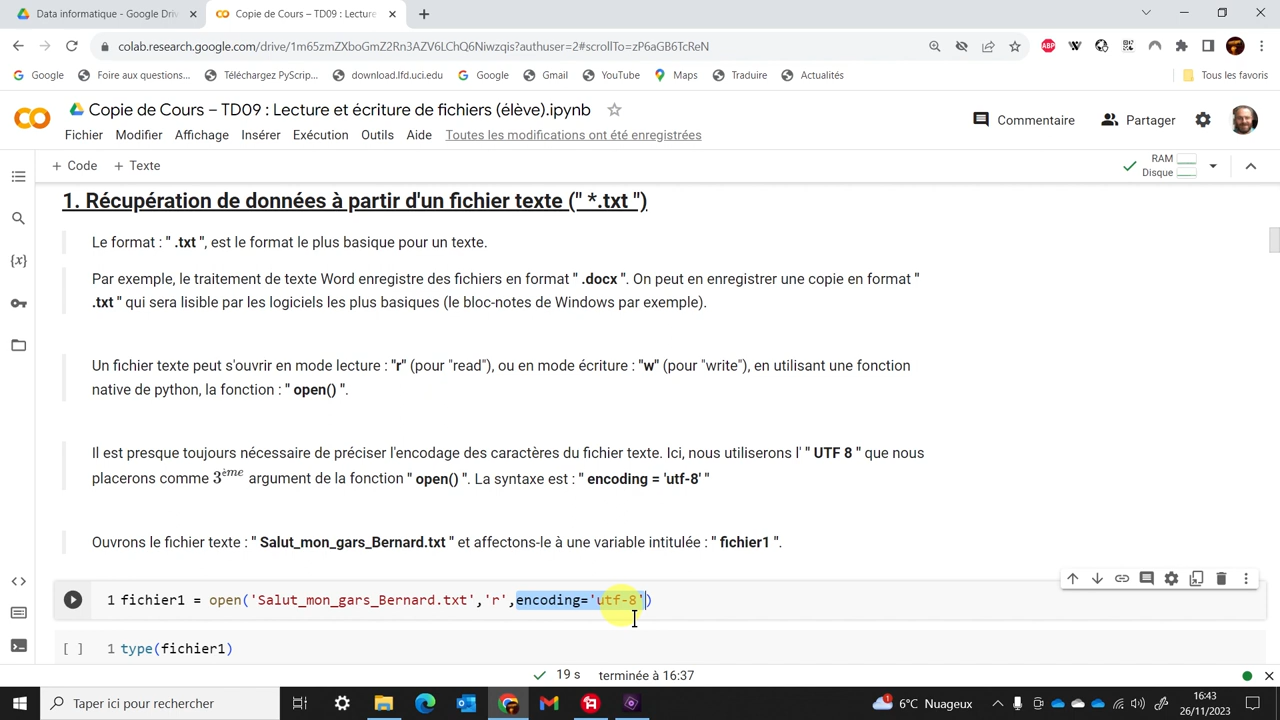 Data informatique - Google Driv
Copie de Cours – TD09 : Lecture
colab.research.google.com/drive/1m65zmZXboGmZ2Rn3AZV6LChQ6Niwzqis?authuser=2#scrollTo=zP6aGB6TcReN
ABP
W
Google
Foire aux questions...
Téléchargez PyScrip...
download.lfd.uci.edu
Google
Gmail
YouTube
Maps
Traduire
Actualités
Tous les favoris
Copie de Cours – TD09 : Lecture et écriture de fichiers (élève).ipynb
Commentaire
Partager
Fichier Modifier Affichage Insérer Exécution Outils Aide Toutes les modifications ont été enregistrées
+ Code + Texte
RAM
Disque
1. Récupération de données à partir d'un fichier texte (" *.txt ")
Le format : " .txt ", est le format le plus basique pour un texte.
Par exemple, le traitement de texte Word enregistre des fichiers en format " .docx ". On peut en enregistrer une copie en format "
.txt " qui sera lisible par les logiciels les plus basiques (le bloc-notes de Windows par exemple).
Un fichier texte peut s'ouvrir en mode lecture : "r" (pour "read"), ou en mode écriture : "w" (pour "write"), en utilisant une fonction
native de python, la fonction : " open() ".
Il est presque toujours nécessaire de préciser l'encodage des caractères du fichier texte. Ici, nous utiliserons l' " UTF 8 " que nous
placerons comme 3ème argument de la fonction " open() ". La syntaxe est : " encoding = 'utf-8' "
Ouvrons le fichier texte : " Salut_mon_gars_Bernard.txt " et affectons-le à une variable intitulée : " fichier1 ".
1 fichier1 = open('Salut_mon_gars_Bernard.txt','r',encoding='utf-8')
[ ] 1 type(fichier1)
19 s terminée à 16:37
Taper ici pour rechercher
6°C Nuageux
16:43
26/11/2023